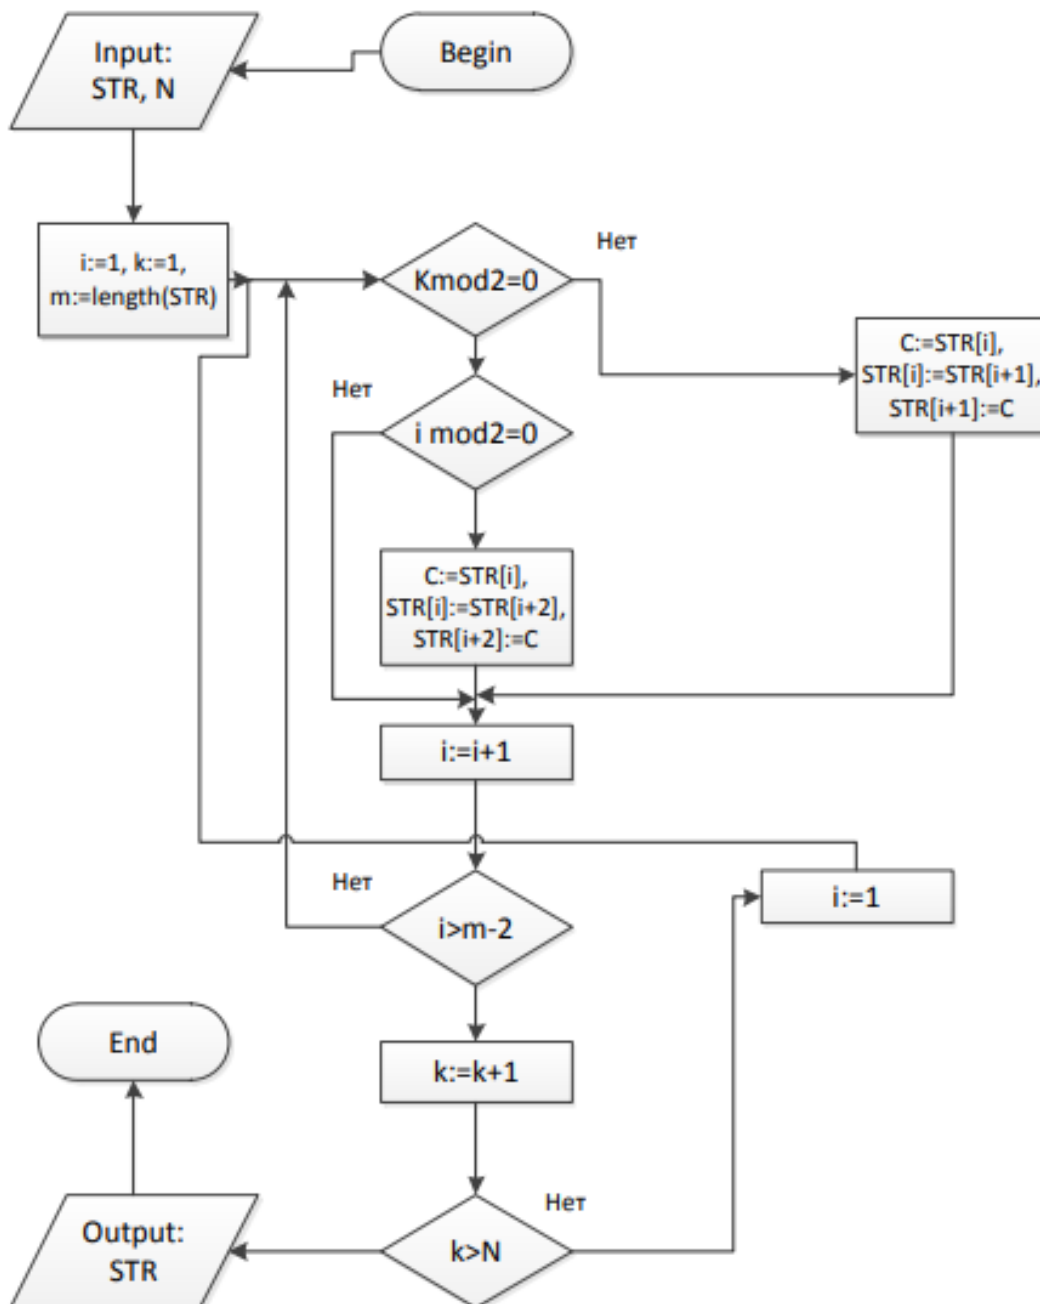 Begin
Input:
STR, N
i:=1, k:=1,
m:=length(STR)
Kmod2=0
Нет
C:=STR[i],
STR[i]:=STR[i+1],
STR[i+1]:=C
Нет
i mod2=0
C:=STR[i],
STR[i]:=STR[i+2],
STR[i+2]:=C
i:=i+1
Нет
i>m-2
i:=1
k:=k+1
Нет
k>N
Output:
STR
End